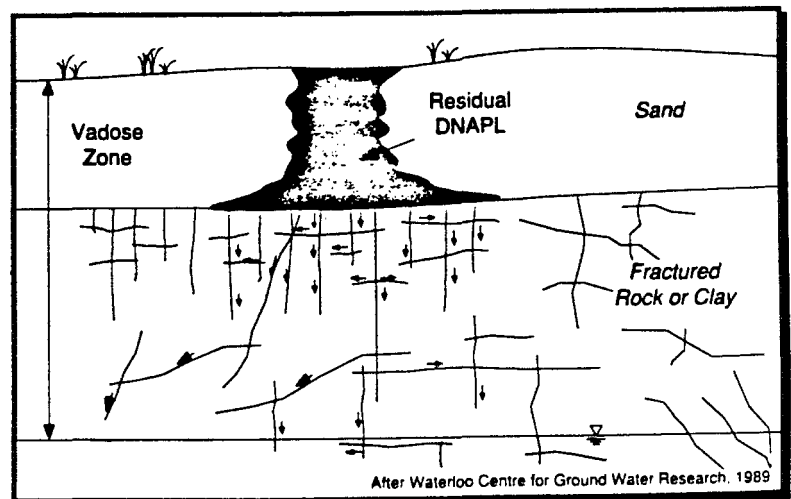 Vadose
Zone
Residual
DNAPL
Sand
Fractured
Rock or Clay
After Waterloo Centre for Ground Water Research, 1989